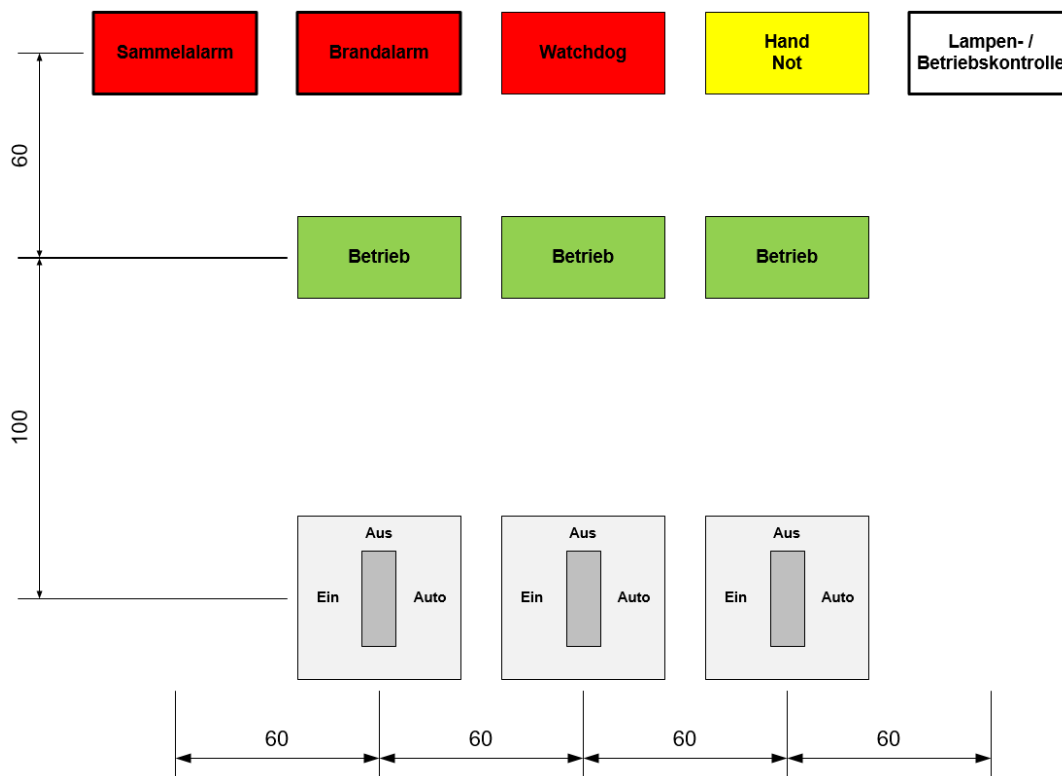 Sammelalarm
Brandalarm
Watchdog
Hand
Not
Lampen- /
Betriebskontrolle
60
Betrieb
Betrieb
Betrieb
100
Aus
Aus
Aus
Ein
Auto
Ein
Auto
Ein
Auto
60
60
60
60